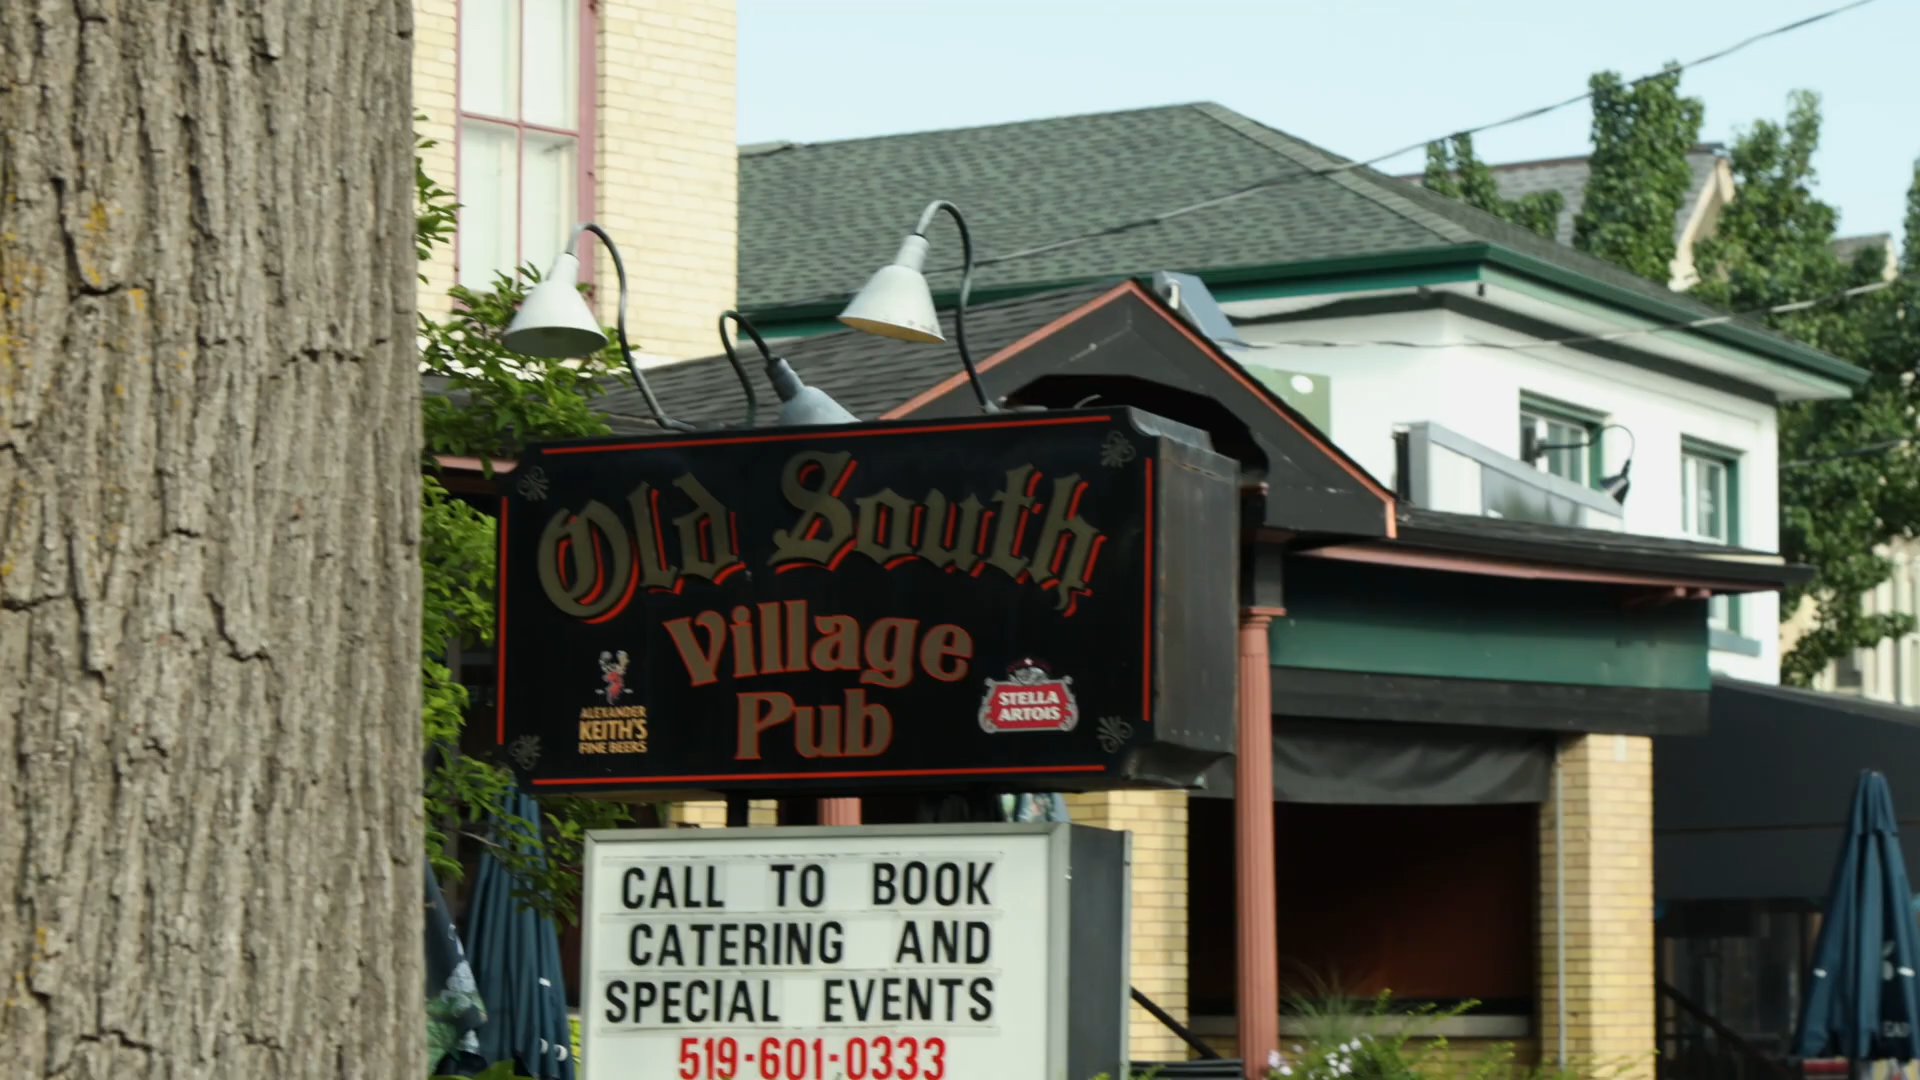 Old South
Village
Pub
ALEXANDER
KEITH'S
FINE BEERS
STELLA
ARTOIS
CALL TO BOOK
CATERING AND
SPECIAL EVENTS
519-601-0333